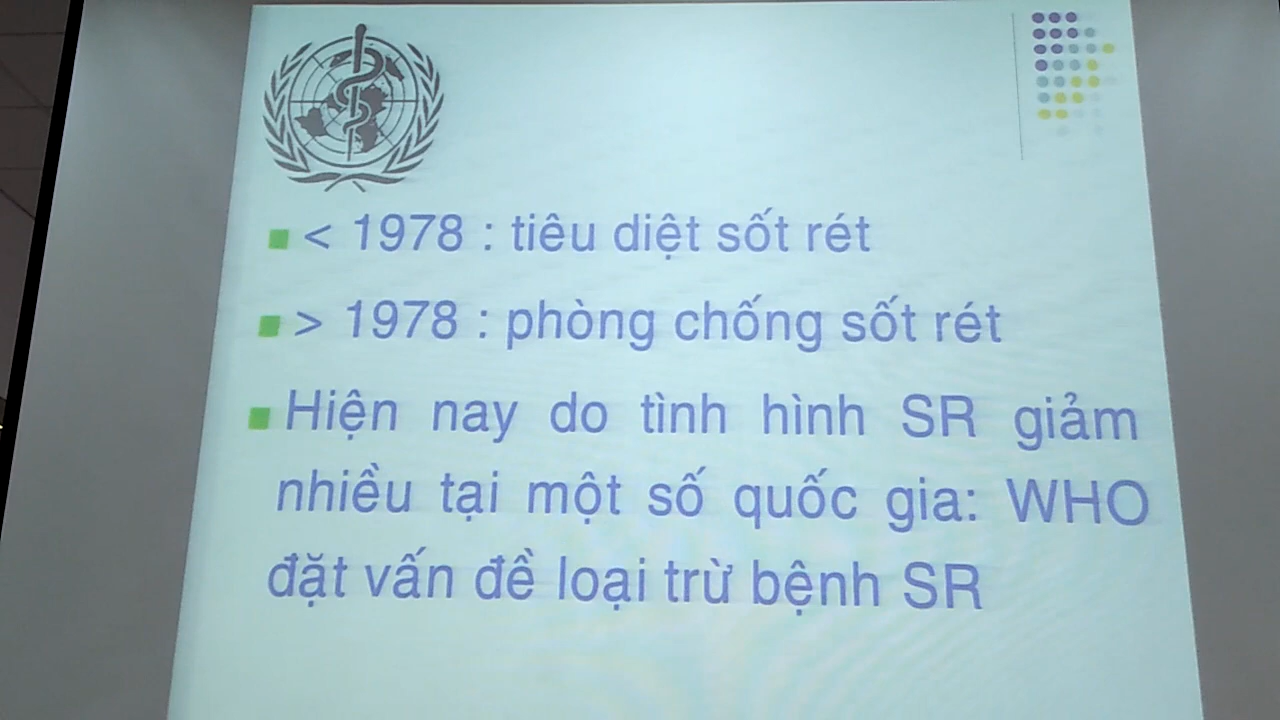 < 1978 : tiêu diệt sốt rét
> 1978 : phòng chống sốt rét
Hiện nay do tình hình SR giảm
nhiều tại một số quốc gia: WHO
đặt vấn đề loại trừ bệnh SR